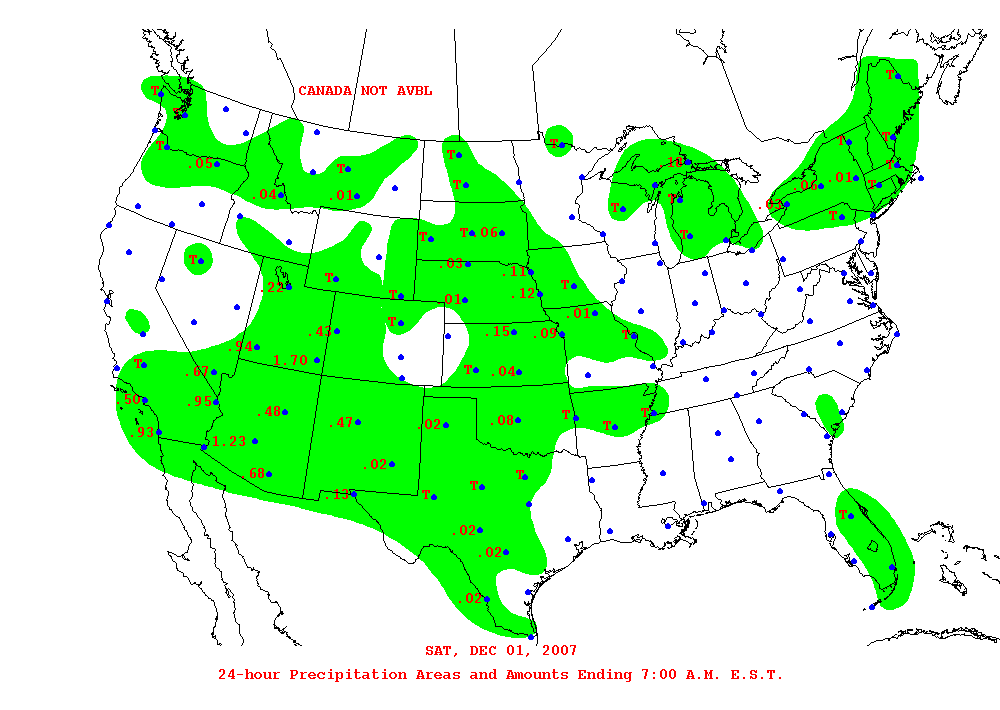 T
CANADA NOT AVBL
T
T
T
T
T
T
T
T
.05
T
.18
T
.04
.01
T
.06
.01
T
T
T
T
.03
T
T
T
.06
T
T
.03
.11
T
.22
T
T
.12
.01
.01
T
.43
.15
.09
T
.94
1.70
T
.67
T
.04
.50
.95
.48
T
T
.93
.47
.02
.08
T
1.23
.02
.68
T
T
.13
T
T
.02
.02
.02
SAT, DEC 01, 2007
24-hour Precipitation Areas and Amounts Ending 7:00 A.M. E.S.T.